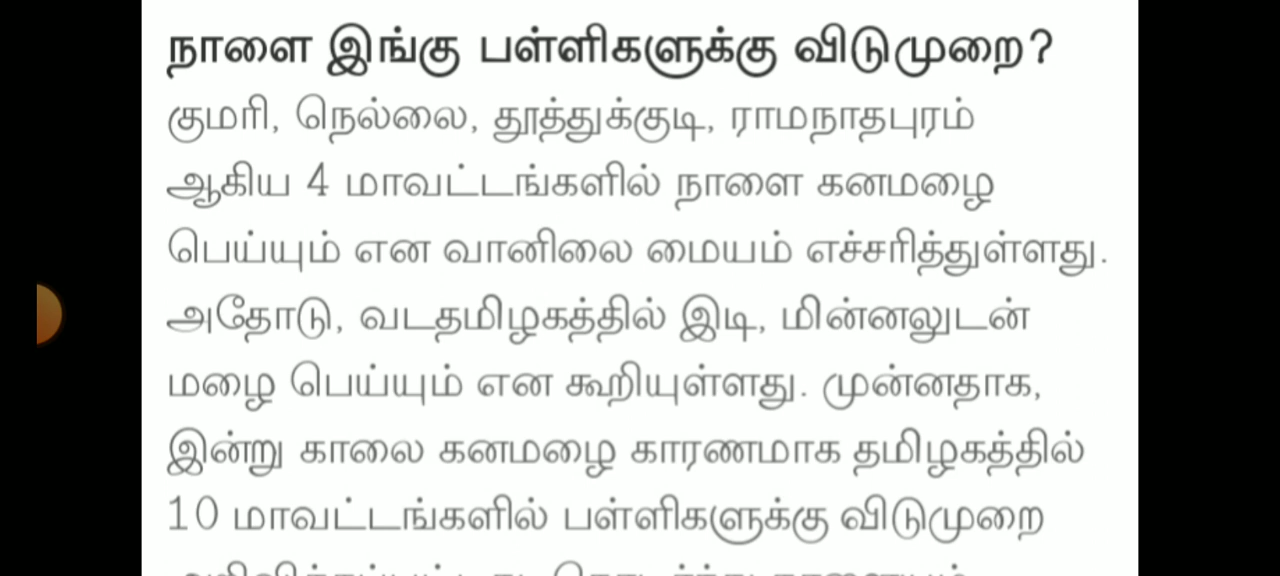 நாளை இங்கு பள்ளிகளுக்கு விடுமுறை?
குமரி, நெல்லை, தூத்துக்குடி, ராமநாதபுரம்
ஆகிய 4 மாவட்டங்களில் நாளை கனமழை
பெய்யும் என வானிலை மையம் எச்சரித்துள்ளது.
அதோடு, வடதமிழகத்தில் இடி, மின்னலுடன்
மழை பெய்யும் என கூறியுள்ளது. முன்னதாக,
இன்று காலை கனமழை காரணமாக தமிழகத்தில்
10 மாவட்டங்களில் பள்ளிகளுக்கு விடுமுறை